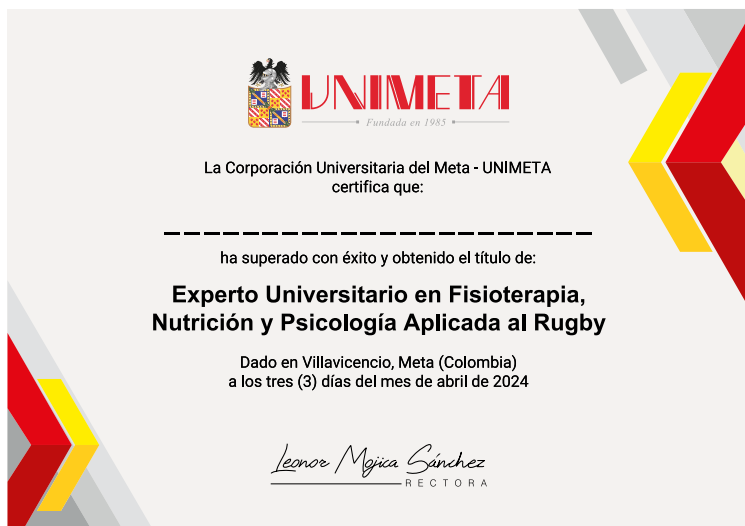 UNIMETA
Fundada en 1985
La Corporación Universitaria del Meta - UNIMETA
certifica que:
ha superado con éxito y obtenido el título de:
Experto Universitario en Fisioterapia,
Nutrición y Psicología Aplicada al Rugby
Dado en Villavicencio, Meta (Colombia)
a los tres (3) días del mes de abril de 2024
Leonor Mojica Sánchez
RECTORA